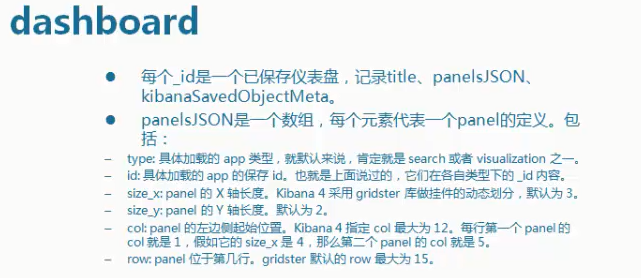 dashboard
每个_id是一个已保存仪表盘，记录title、panelsJSON、
kibanaSavedObjectMeta。
panelsJSON是一个数组，每个元素代表一个panel的定义。包
括：
– type: 具体加载的 app 类型，就默认来说，肯定就是 search 或者 visualization 之一。
– id: 具体加载的 app 的保存 id。也就是上面说过的，它们在各自类型下的 _id 内容。
– size_x: panel 的 X 轴长度。Kibana 4 采用 gridster 库做挂件的动态划分，默认为 3。
– size_y: panel 的 Y 轴长度。默认为 2。
– col: panel 的左边侧起始位置。Kibana 4 指定 col 最大为 12。每行第一个 panel 的
col 就是 1，假如它的 size_x 是 4，那么第二个 panel 的 col 就是 5。
– row: panel 位于第几行。gridster 默认的 row 最大为 15。